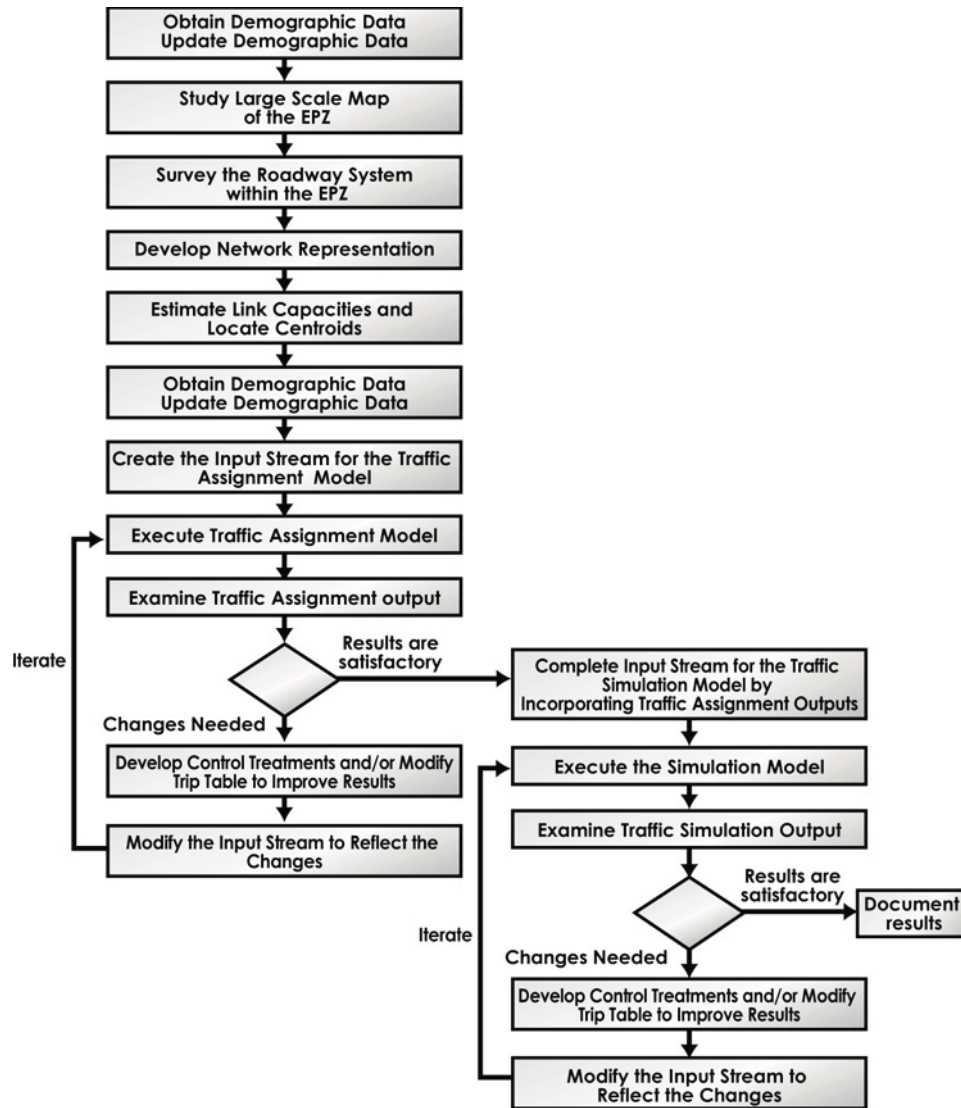 Obtain Demographic Data
Update Demographic Data
Study Large Scale Map
of the EPZ
Survey the Roadway System
within the EPZ
Develop Network Representation
Estimate Link Capacities and
Locate Centroids
Obtain Demographic Data
Update Demographic Data
Create the Input Stream for the Traffic
Assignment Model
Execute Traffic Assignment Model
Examine Traffic Assignment output
Iterate
Results are
satisfactory
Changes Needed
Develop Control Treatments and/or Modify
Trip Table to Improve Results
Modify the Input Stream to Reflect the
Changes
Complete Input Stream for the Traffic
Simulation Model by
Incorporating Traffic Assignment Outputs
Execute the Simulation Model
Examine Traffic Simulation Output
Iterate
Results are
satisfactory
Document
results
Changes Needed
Develop Control Treatments and/or Modify
Trip Table to Improve Results
Modify the Input Stream to
Reflect the Changes